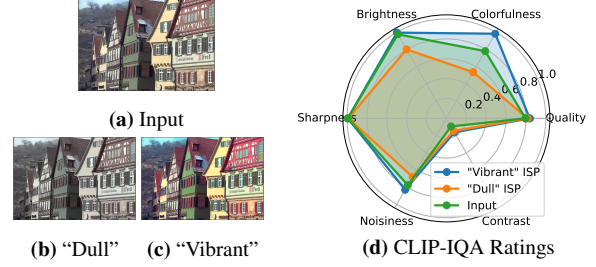 (a) Input
(b) “Dull”
(c) “Vibrant”
Brightness
Colorfulness
Sharpness
Quality
0.2
0.4
0.6
0.8
1.0
Noisiness
Contrast
"Vibrant" ISP
"Dull" ISP
Input
(d) CLIP-IQA Ratings